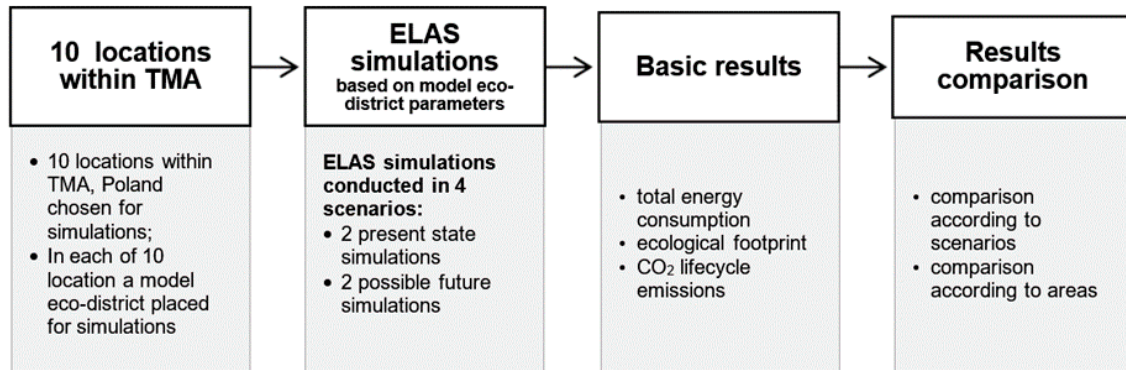 10 locations
within TMA
• 10 locations within
TMA, Poland
chosen for
simulations;
• In each of 10
location a model
eco-district placed
for simulations
ELAS
simulations
based on model eco-
district parameters
ELAS simulations
conducted in 4
scenarios:
• 2 present state
simulations
• 2 possible future
simulations
Basic results
• total energy
consumption
• ecological footprint
• CO₂ lifecycle
emissions
Results
comparison
• comparison
according to
scenarios
• comparison
according to areas